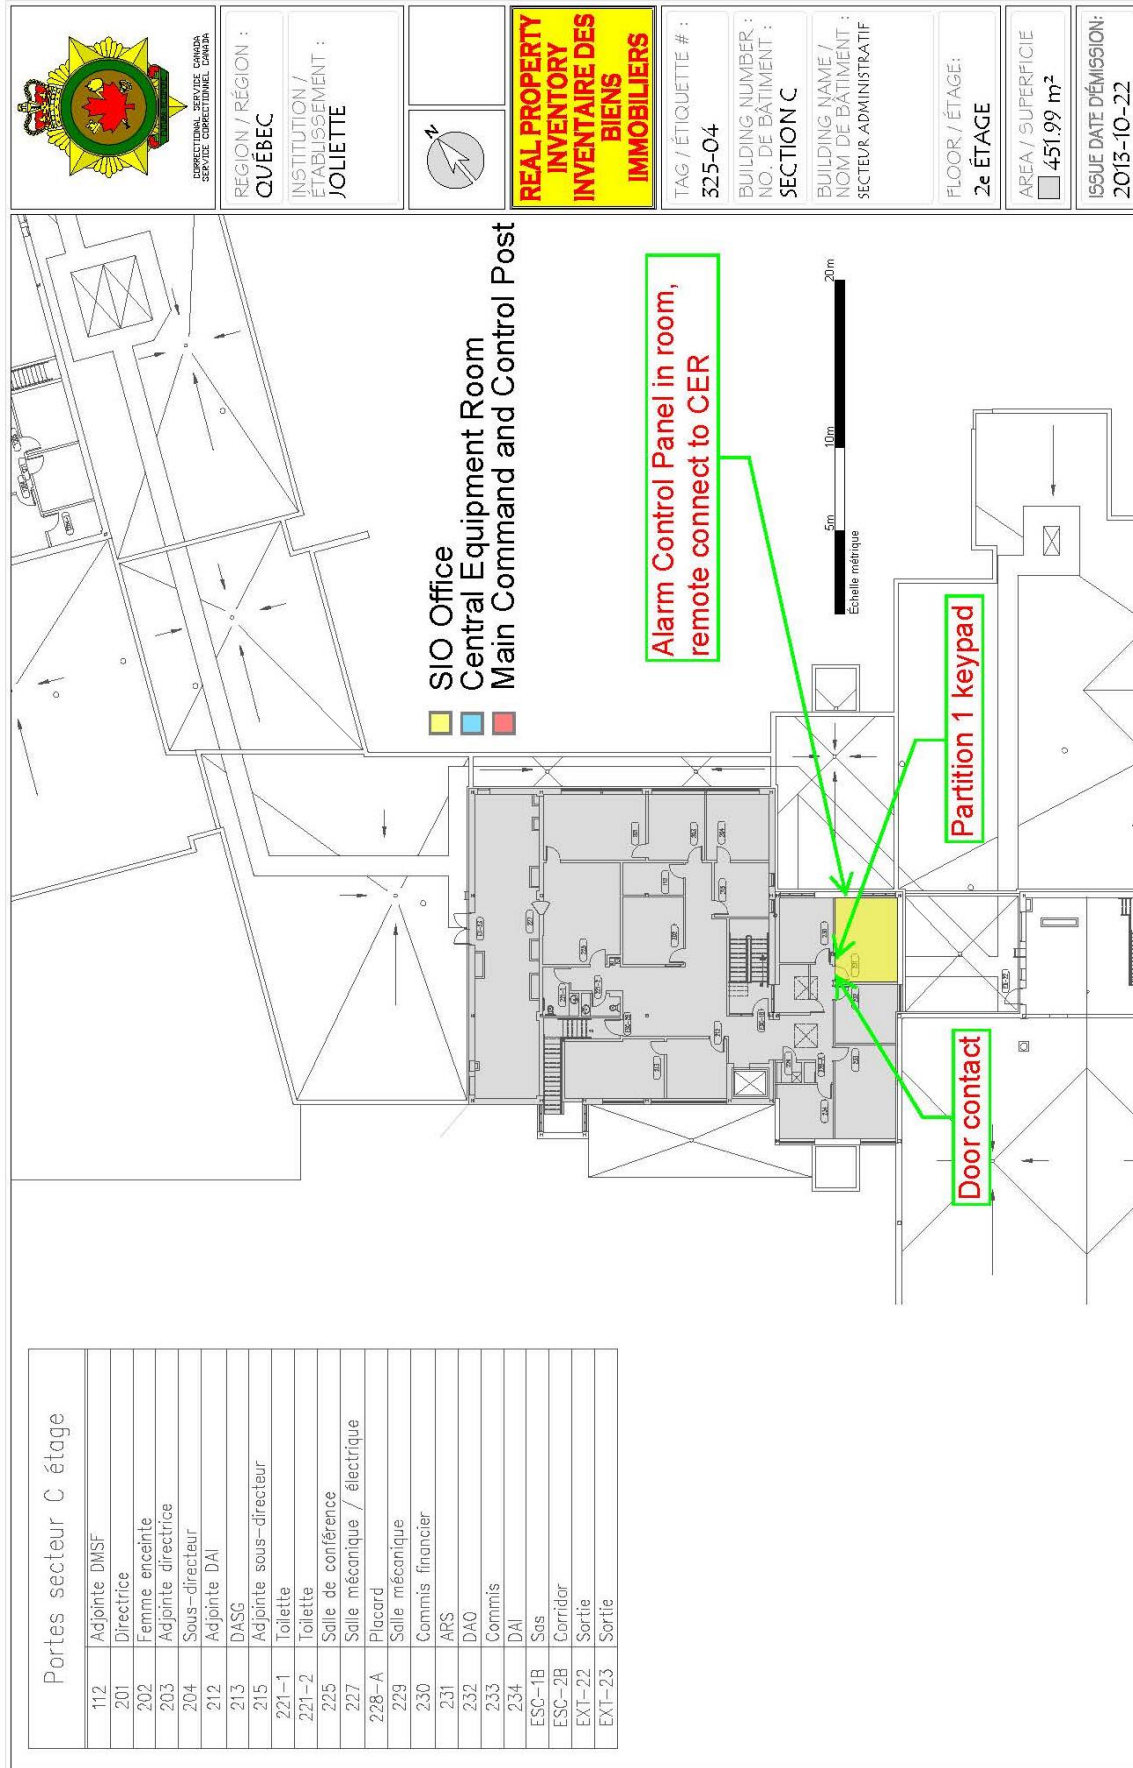 Portes secteur C étage
112 Adjointe DMSF
201 Directrice
202 Femme enceinte
203 Adjointe directrice
204 Sous-directeur
212 Adjointe DAI
213 DASG
215 Adjointe sous-directeur
221-1 Toilette
221-2 Toilette
225 Salle de conférence
227 Salle mécanique / électrique
228-A Placard
229 Salle mécanique
230 Commis financier
231 ARS
232 DAO
233 Commis
234 DAI
ESC-1B Sas
ESC-2B Corridor
EXT-22 Sortie
EXT-23 Sortie
SIO Office
Central Equipment Room
Main Command and Control Post
Alarm Control Panel in room,
remote connect to CER
5m
10m
20m
Échelle métrique
Partition 1 keypad
Door contact
CORRECTIONAL SERVICE CANADA
SERVICE CORRECTIONNEL CANADA
REGION / RÉGION :
QUÉBEC
INSTITUTION /
ÉTABLISSEMENT :
JOLIETTE
N
REAL PROPERTY
INVENTORY
INVENTAIRE DES
BIENS
IMMOBILIERS
TAG / ÉTIQUETTE # :
325-04
BUILDING NUMBER :
NO. DE BÂTIMENT :
SECTION C
BUILDING NAME /
NOM DE BÂTIMENT :
SECTEUR ADMINISTRATIF
FLOOR / ÉTAGE:
2e ÉTAGE
AREA / SUPERFICIE
451.99 m²
ISSUE DATE D'ÉMISSION:
2013-10-22